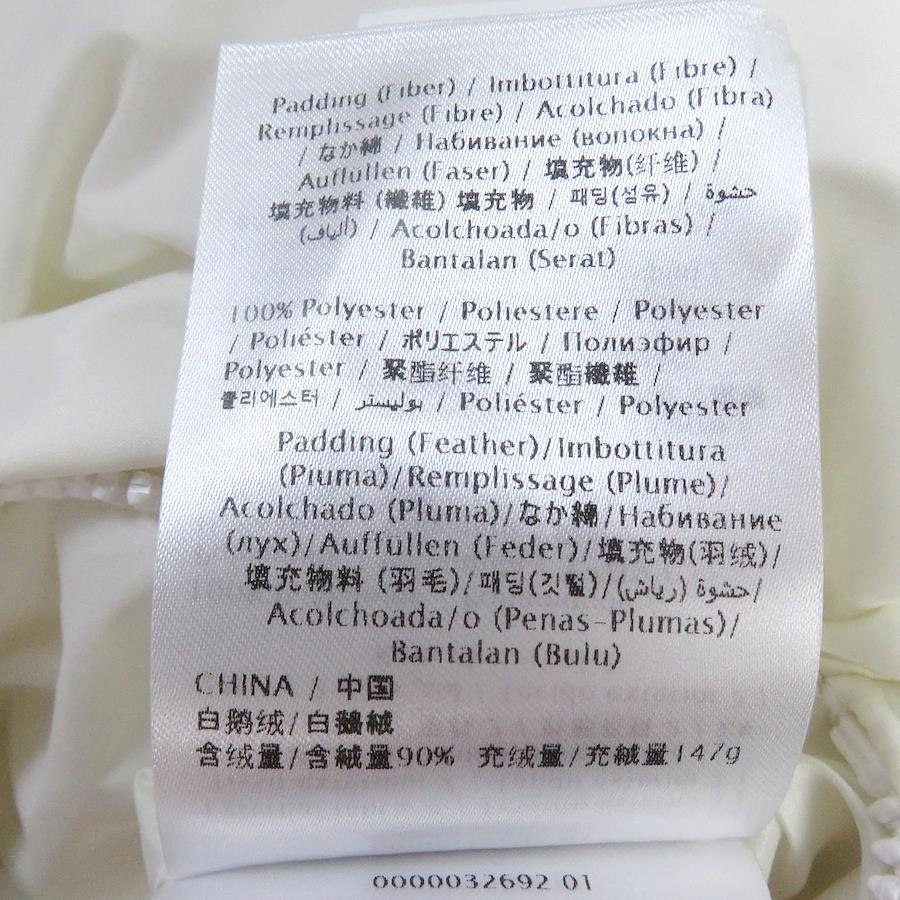 Padding (Fiber) / Imbottitura (Fibre) /
Remplissage (Fibre) / Acolchado (Fibra)
/ なか綿 / Набивание (волокна) /
Auffullen (Faser) / 填充物(纤维) /
填充物料 (纖維) 填充物 / 패딩(섬유) / حشوة
(ألياف) / Acolchoada/o (Fibras) /
Bantalan (Serat)
100% Polyester / Poliestere / Polyester
/ Poliéster / ポリエステル / Полиэфир /
Polyester / 聚酯纤维 / 聚酯纖維 /
폴리에스터 / بوليستر / Poliéster / Polyester
Padding (Feather)/Imbottitura
(Piuma)/Remplissage (Plume)/
Acolchado (Pluma)/なか綿/Набивание
(пух)/Auffullen (Feder)/填充物(羽绒)/
填充物料 (羽毛)/패딩(깃털)/حشوة (رياش)/
Acolchoada/o (Penas-Plumas)/
Bantalan (Bulu)
CHINA / 中国
白鹅绒/白鵝絨
含绒量/含絨量90% 充绒量/充絨量147g
0000032692 01